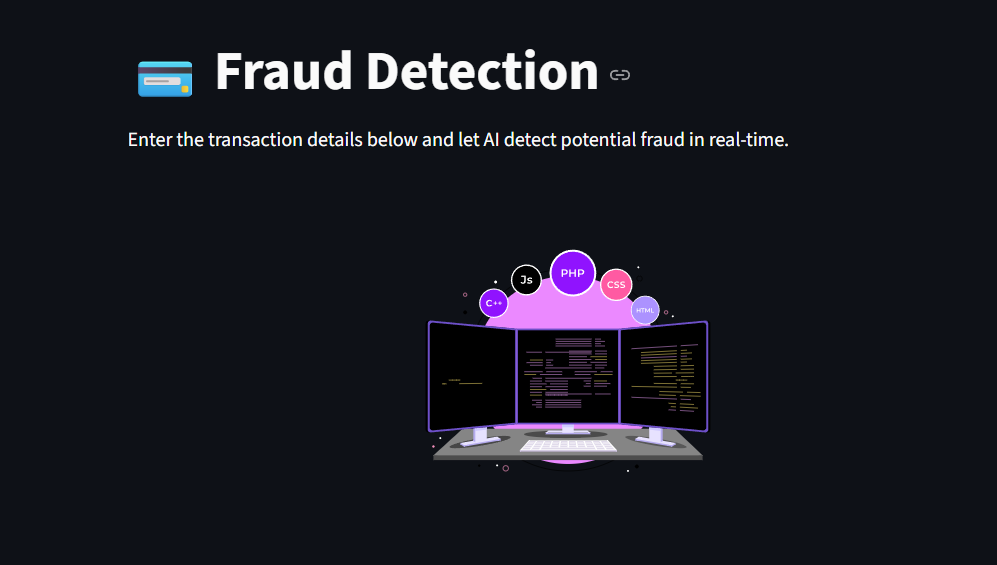 Fraud Detection
Enter the transaction details below and let AI detect potential fraud in real-time.
PHP
Js
CSS
C++
HTML